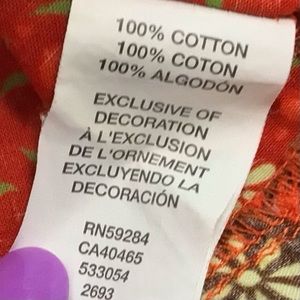 100% COTTON
100% COTON
100% ALGODÓN
EXCLUSIVE OF
DECORATION
À L'EXCLUSION
DE L'ORNEMENT
EXCLUYENDO LA
DECORACIÓN
RN59284
CA40465
533054
2693